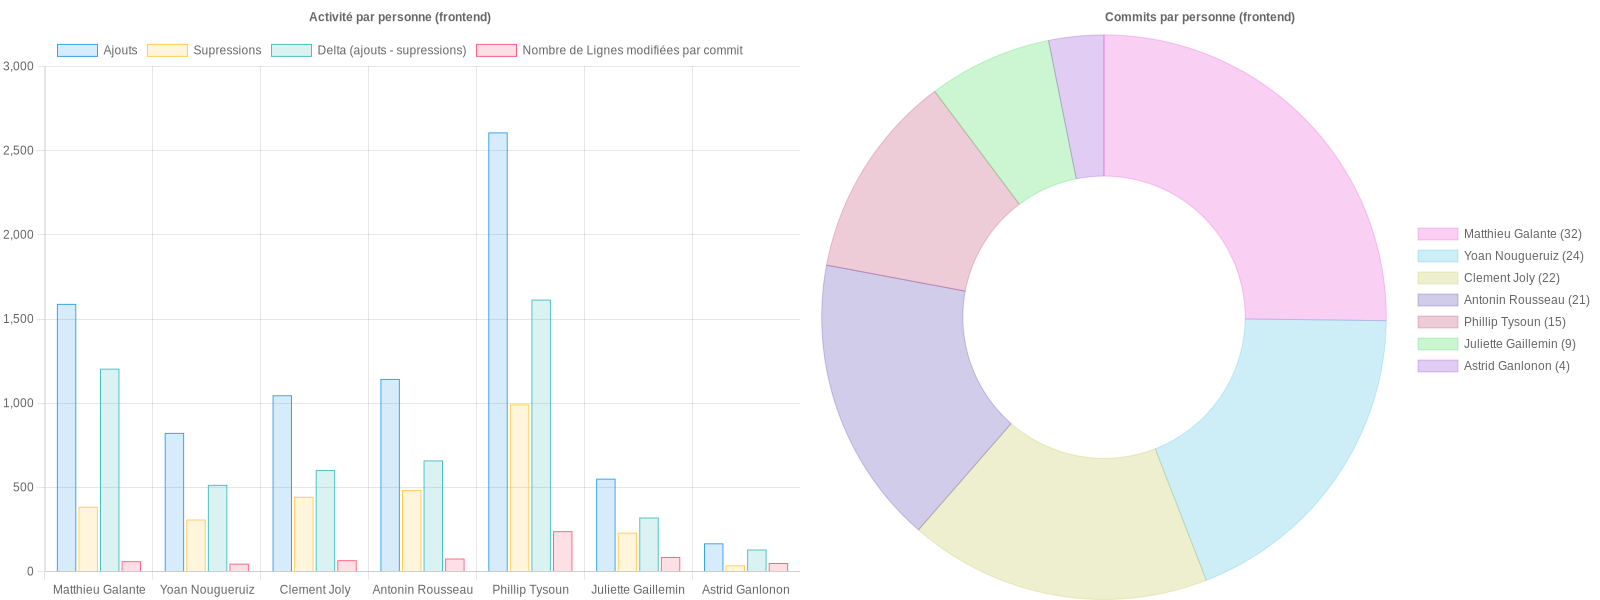 Activité par personne (frontend)
Ajouts Supressions Delta (ajouts - supressions) Nombre de Lignes modifiées par commit
3,000
2,500
2,000
1,500
1,000
500
0
Matthieu Galante Yoan Nougueruiz Clement Joly Antonin Rousseau Phillip Tysoun Juliette Gaillemin Astrid Ganlonon
Commits par personne (frontend)
Matthieu Galante (32)
Yoan Nougueruiz (24)
Clement Joly (22)
Antonin Rousseau (21)
Phillip Tysoun (15)
Juliette Gaillemin (9)
Astrid Ganlonon (4)